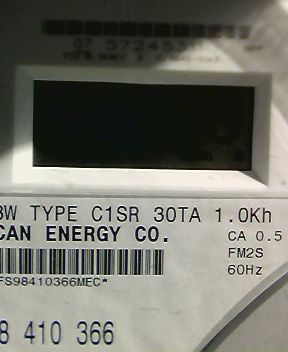 3W TYPE C1SR 30TA 1.0Kh
CAN ENERGY CO.
CA 0.5
FM2S
60Hz
FS98410366MEC*
8 410 366